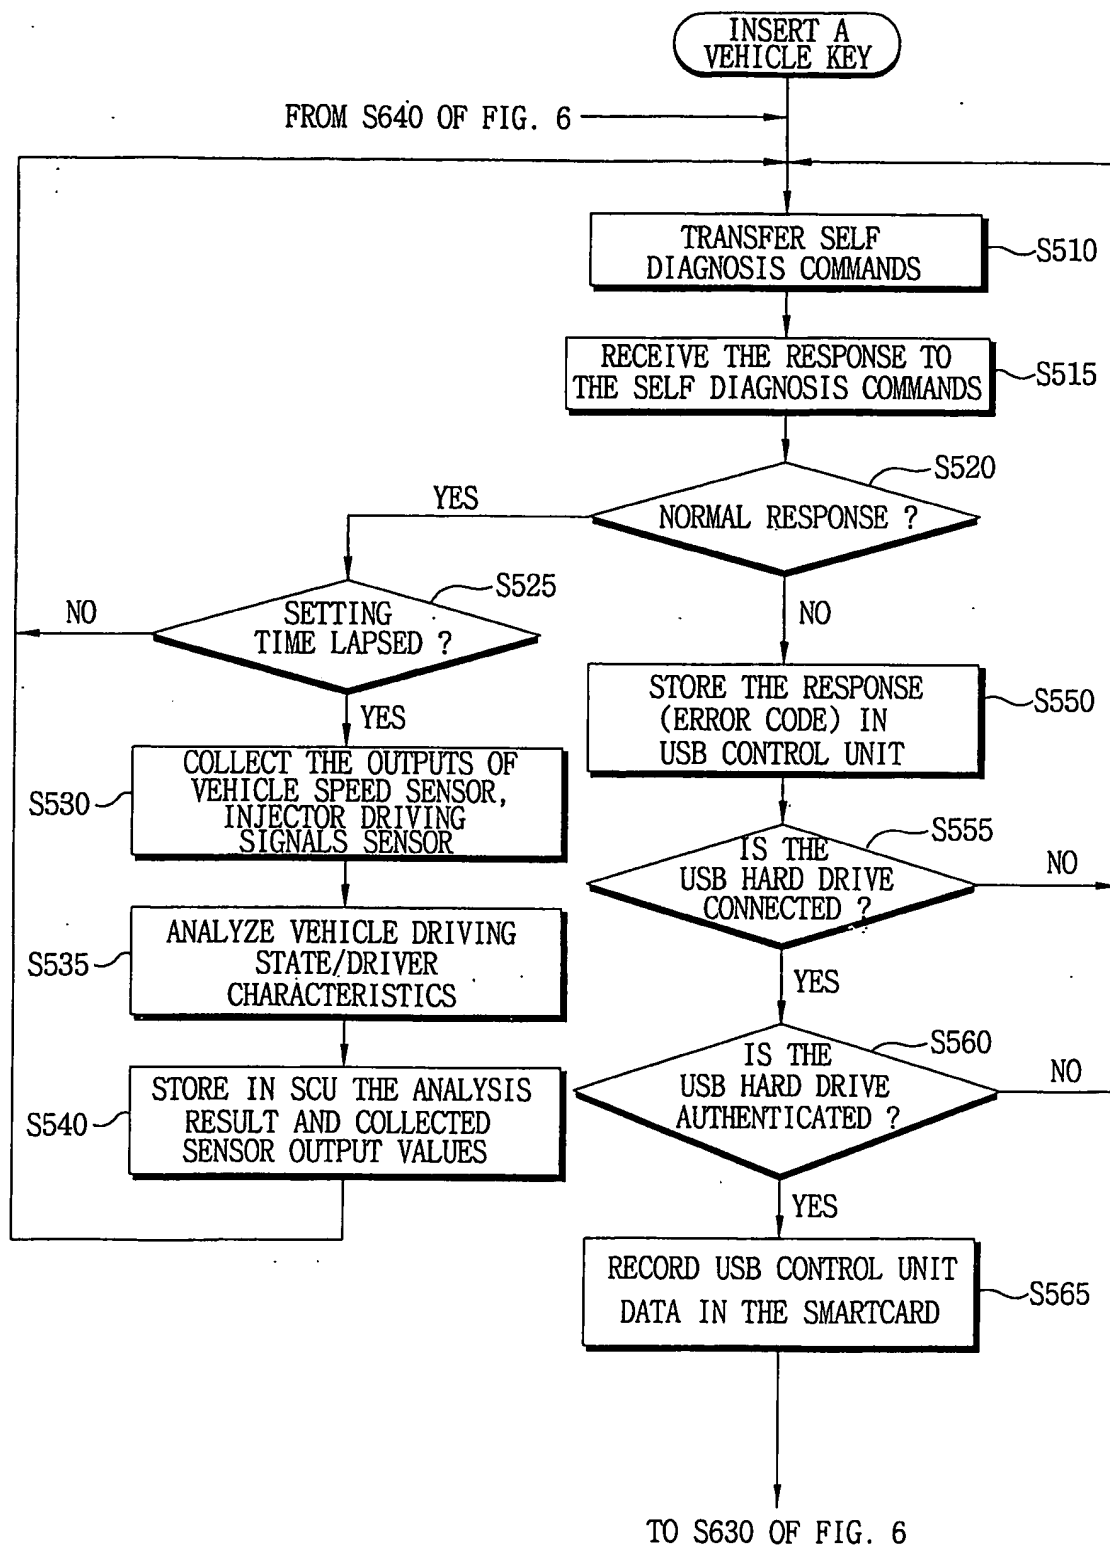 INSERT A
VEHICLE KEY
FROM S640 OF FIG. 6
TRANSFER SELF
DIAGNOSIS COMMANDS
S510
RECEIVE THE RESPONSE TO
THE SELF DIAGNOSIS COMMANDS
S515
NORMAL RESPONSE ?
S520
YES
NO
SETTING
TIME LAPSED ?
S525
NO
YES
COLLECT THE OUTPUTS OF
VEHICLE SPEED SENSOR,
INJECTOR DRIVING
SIGNALS SENSOR
S530
ANALYZE VEHICLE DRIVING
STATE/DRIVER
CHARACTERISTICS
S535
STORE IN SCU THE ANALYSIS
RESULT AND COLLECTED
SENSOR OUTPUT VALUES
S540
STORE THE RESPONSE
(ERROR CODE) IN
USB CONTROL UNIT
S550
IS THE
USB HARD DRIVE
CONNECTED ?
S555
NO
YES
IS THE
USB HARD DRIVE
AUTHENTICATED ?
S560
NO
YES
RECORD USB CONTROL UNIT
DATA IN THE SMARTCARD
S565
TO S630 OF FIG. 6